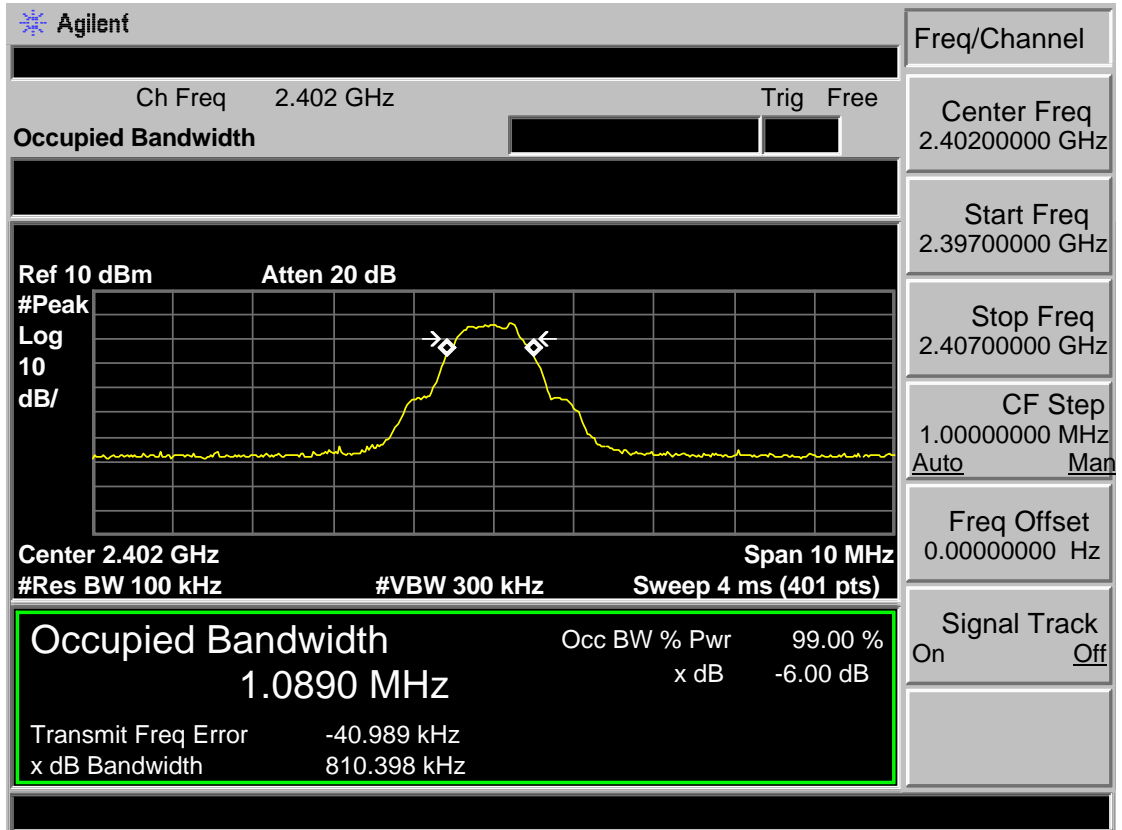 Agilent
Freq/Channel
Ch Freq 2.402 GHz Trig Free
Occupied Bandwidth
Center Freq
2.40200000 GHz
Start Freq
2.39700000 GHz
Stop Freq
2.40700000 GHz
CF Step
1.00000000 MHz
Auto Man
Freq Offset
0.00000000 Hz
Signal Track
On Off
Ref 10 dBm Atten 20 dB
#Peak
Log
10
dB/
Center 2.402 GHz Span 10 MHz
#Res BW 100 kHz #VBW 300 kHz Sweep 4 ms (401 pts)
Occupied Bandwidth
1.0890 MHz
Occ BW % Pwr 99.00 %
x dB -6.00 dB
Transmit Freq Error -40.989 kHz
x dB Bandwidth 810.398 kHz